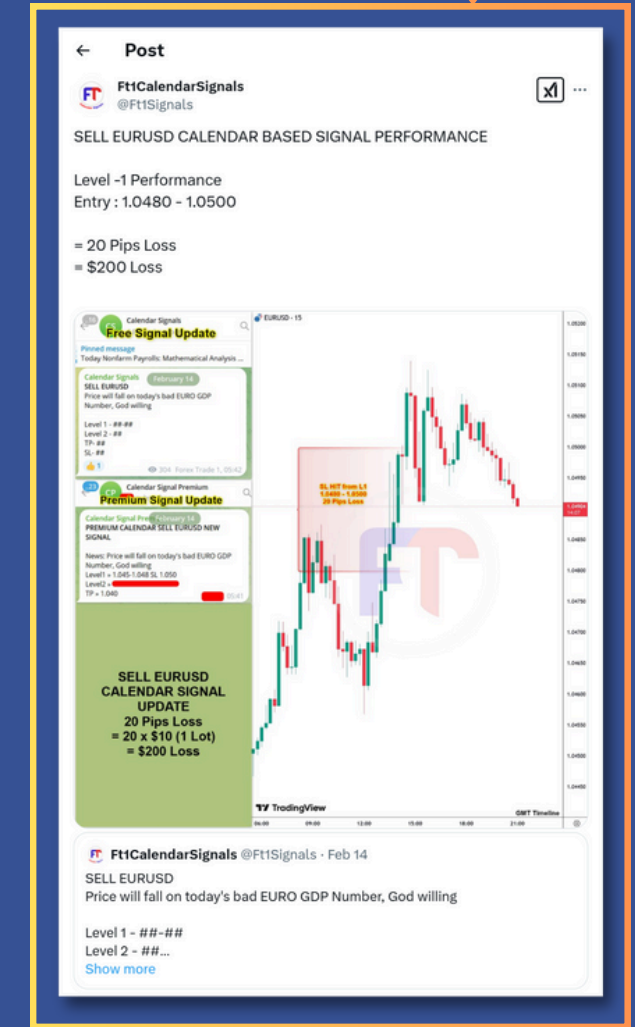 Post
Ft1CalendarSignals
@Ft1Signals
SELL EURUSD CALENDAR BASED SIGNAL PERFORMANCE
Level -1 Performance
Entry : 1.0480 - 1.0500
= 20 Pips Loss
= $200 Loss
Calendar Signals
Free Signal Update
Pinned message
Today Nonfarm Payrolls: Mathematical Analysis ...
Calendar Signals
February 14
SELL EURUSD
Price will fall on today's bad EURO GDP
Number, God willing
Level 1 - ##-##
Level 2 - ##
TP- ##
SL- ##
1
304 Forex Trade 1, 05:42
23
Calendar Signal Premium
Premium Signal Update
Calendar Signal Pre
February 14
PREMIUM CALENDAR SELL EURUSD NEW
SIGNAL
News: Price will fall on today's bad EURO GDP
Number, God willing
Level1 = 1.045-1.048 SL 1.050
Level2 =
TP = 1.040
05:41
SELL EURUSD
CALENDAR SIGNAL
UPDATE
20 Pips Loss
= 20 x $10 (1 Lot)
= $200 Loss
EURUSD · 15
SL HIT from L1
1.0480 - 1.0500
20 Pips Loss
FT
1.05200
1.05150
1.05100
1.05050
1.05000
1.04950
1.04850
1.04800
1.04750
1.04700
1.04650
1.04600
1.04550
1.04500
1.04450
TradingView
GMT Timeline
06:00
09:00
12:00
15:00
18:00
21:00
Ft1CalendarSignals @Ft1Signals · Feb 14
SELL EURUSD
Price will fall on today's bad EURO GDP Number, God willing
Level 1 - ##-##
Level 2 - ##...
Show more